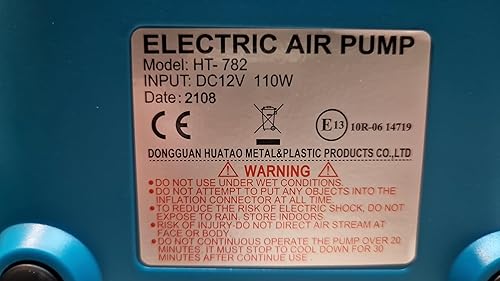 ELECTRIC AIR PUMP
Model: HT- 782
INPUT: DC12V 110W
Date: 2108
CE E13 10R-06 14719
DONGGUAN HUATAO METAL&PLASTIC PRODUCTS CO.,LTD
⚠ WARNING ⚠
●DO NOT USE UNDER WET CONDITIONS.
●DO NOT ATTEMPT TO PUT ANY OBJECTS INTO THE
INFLATION CONNECTOR AT ALL TIME.
●TO REDUCE THE RISK OF ELECTRIC SHOCK, DO NOT
EXPOSE TO RAIN. STORE INDOORS.
●RISK OF INJURY-DO NOT DIRECT AIR STREAM AT
FACE OR BODY.
●DO NOT CONTINUOUS OPERATE THE PUMP OVER 20
MINUTES. IT MUST STOP TO COOL DOWN FOR 30
MINUTES AFTER CONTINUE USE.